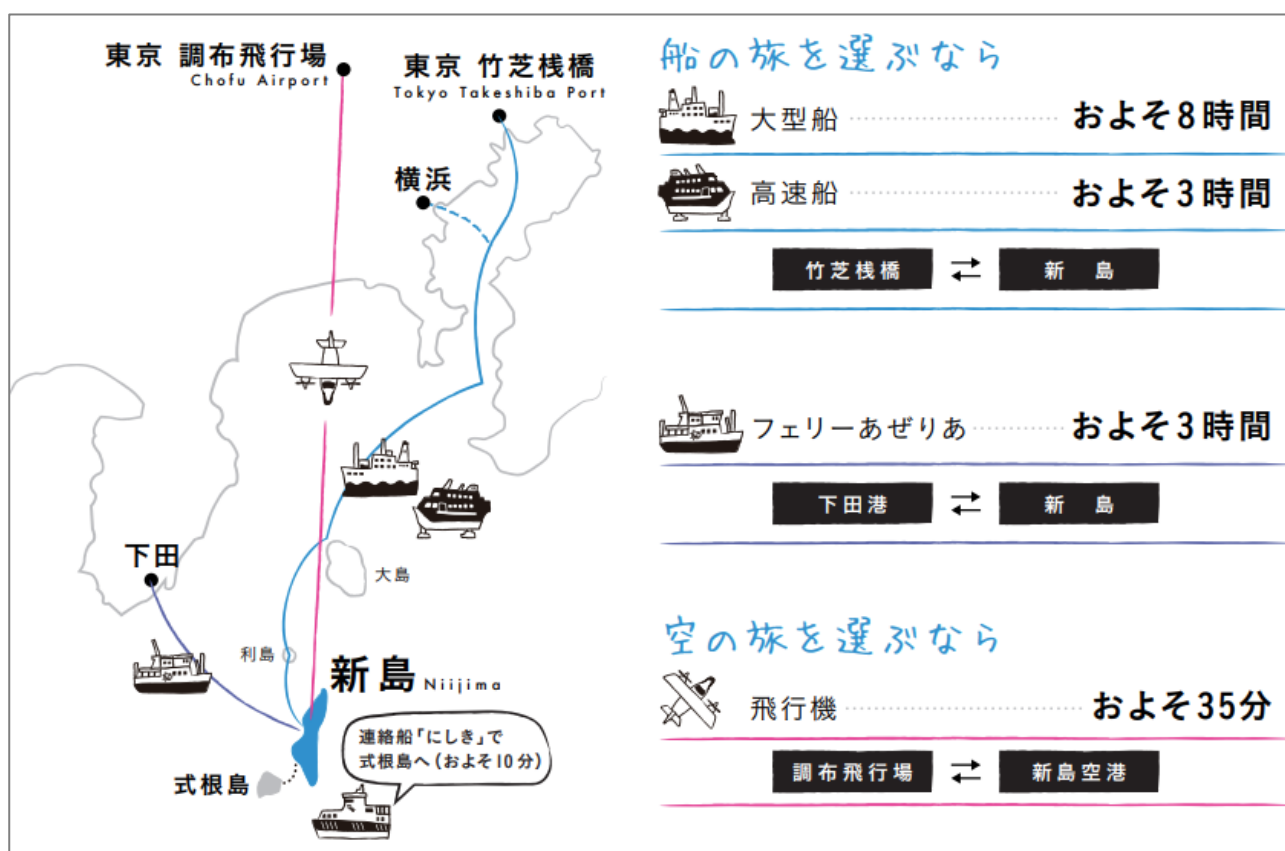 東京 調布飛行場
Chofu Airport
東京 竹芝桟橋
Tokyo Takeshiba Port
横浜
下田
大島
利島
新島 Niijima
式根島
連絡船「にしき」で
式根島へ(およそ10分)
船の旅を選ぶなら
大型船 およそ8時間
高速船 およそ3時間
竹芝桟橋 ⇄ 新 島
フェリーあぜりあ およそ3時間
下田港 ⇄ 新 島
空の旅を選ぶなら
飛行機 およそ35分
調布飛行場 ⇄ 新島空港